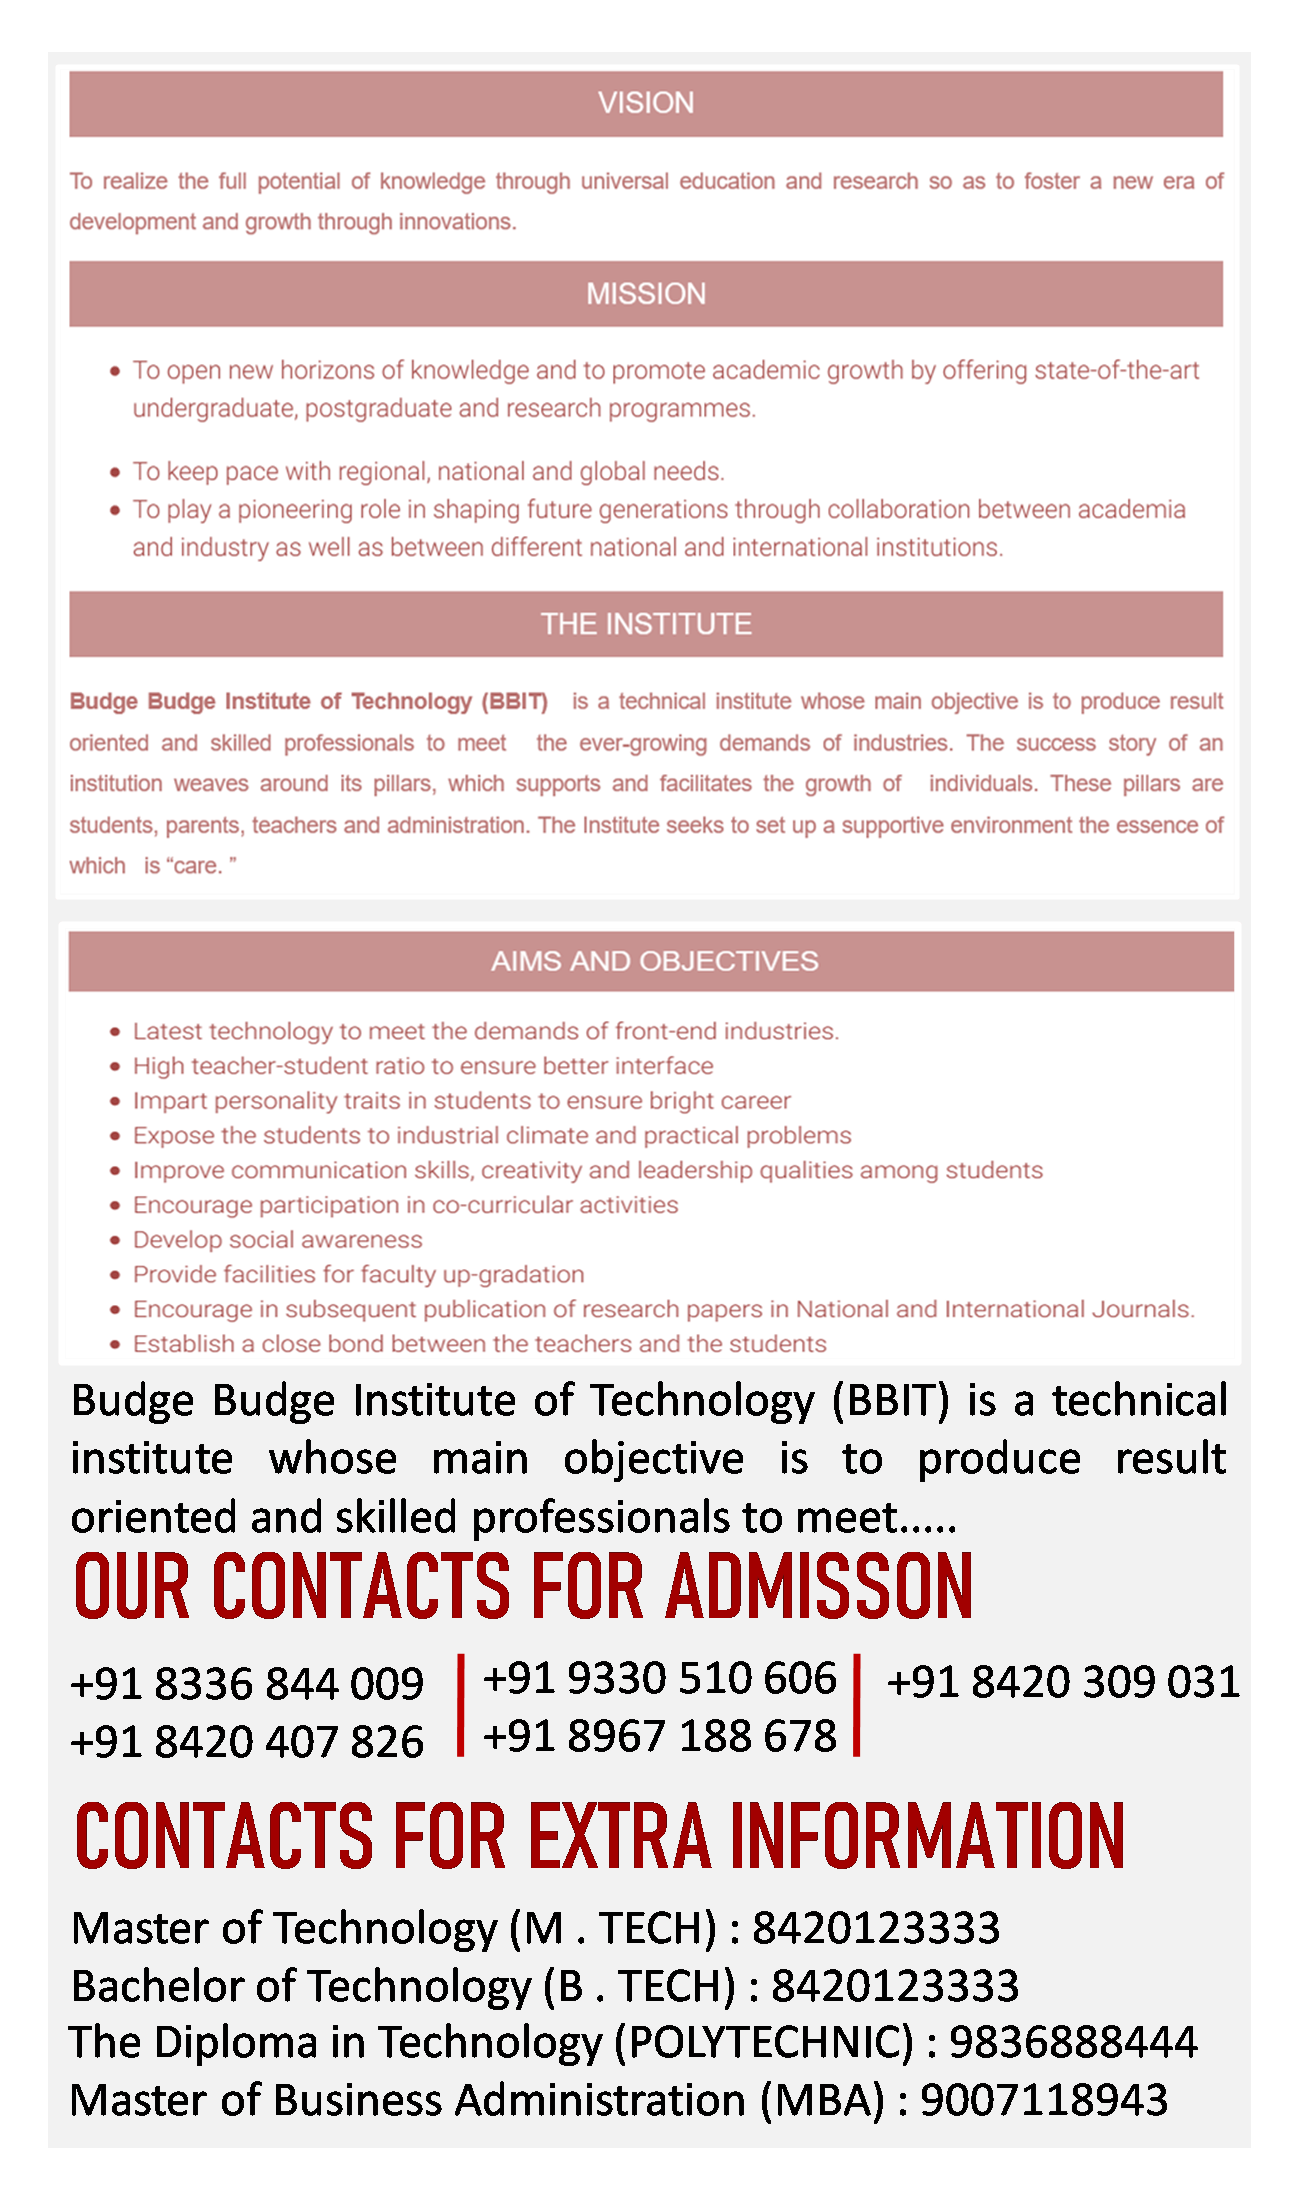 VISION
To realize the full potential of knowledge through universal education and research so as to foster a new era of
development and growth through innovations.
MISSION
• To open new horizons of knowledge and to promote academic growth by offering state-of-the-art
undergraduate, postgraduate and research programmes.
• To keep pace with regional, national and global needs.
• To play a pioneering role in shaping future generations through collaboration between academia
and industry as well as between different national and international institutions.
THE INSTITUTE
Budge Budge Institute of Technology (BBIT) is a technical institute whose main objective is to produce result
oriented and skilled professionals to meet the ever-growing demands of industries. The success story of an
institution weaves around its pillars, which supports and facilitates the growth of individuals. These pillars are
students, parents, teachers and administration. The Institute seeks to set up a supportive environment the essence of
which is “care. ”
AIMS AND OBJECTIVES
• Latest technology to meet the demands of front-end industries.
• High teacher-student ratio to ensure better interface
• Impart personality traits in students to ensure bright career
• Expose the students to industrial climate and practical problems
• Improve communication skills, creativity and leadership qualities among students
• Encourage participation in co-curricular activities
• Develop social awareness
• Provide facilities for faculty up-gradation
• Encourage in subsequent publication of research papers in National and International Journals.
• Establish a close bond between the teachers and the students
Budge Budge Institute of Technology (BBIT) is a technical
institute whose main objective is to produce result
oriented and skilled professionals to meet.....
OUR CONTACTS FOR ADMISSON
+91 8336 844 009
+91 8420 407 826
+91 9330 510 606
+91 8967 188 678
+91 8420 309 031
CONTACTS FOR EXTRA INFORMATION
Master of Technology (M . TECH) : 8420123333
Bachelor of Technology (B . TECH) : 8420123333
The Diploma in Technology (POLYTECHNIC) : 9836888444
Master of Business Administration (MBA) : 9007118943